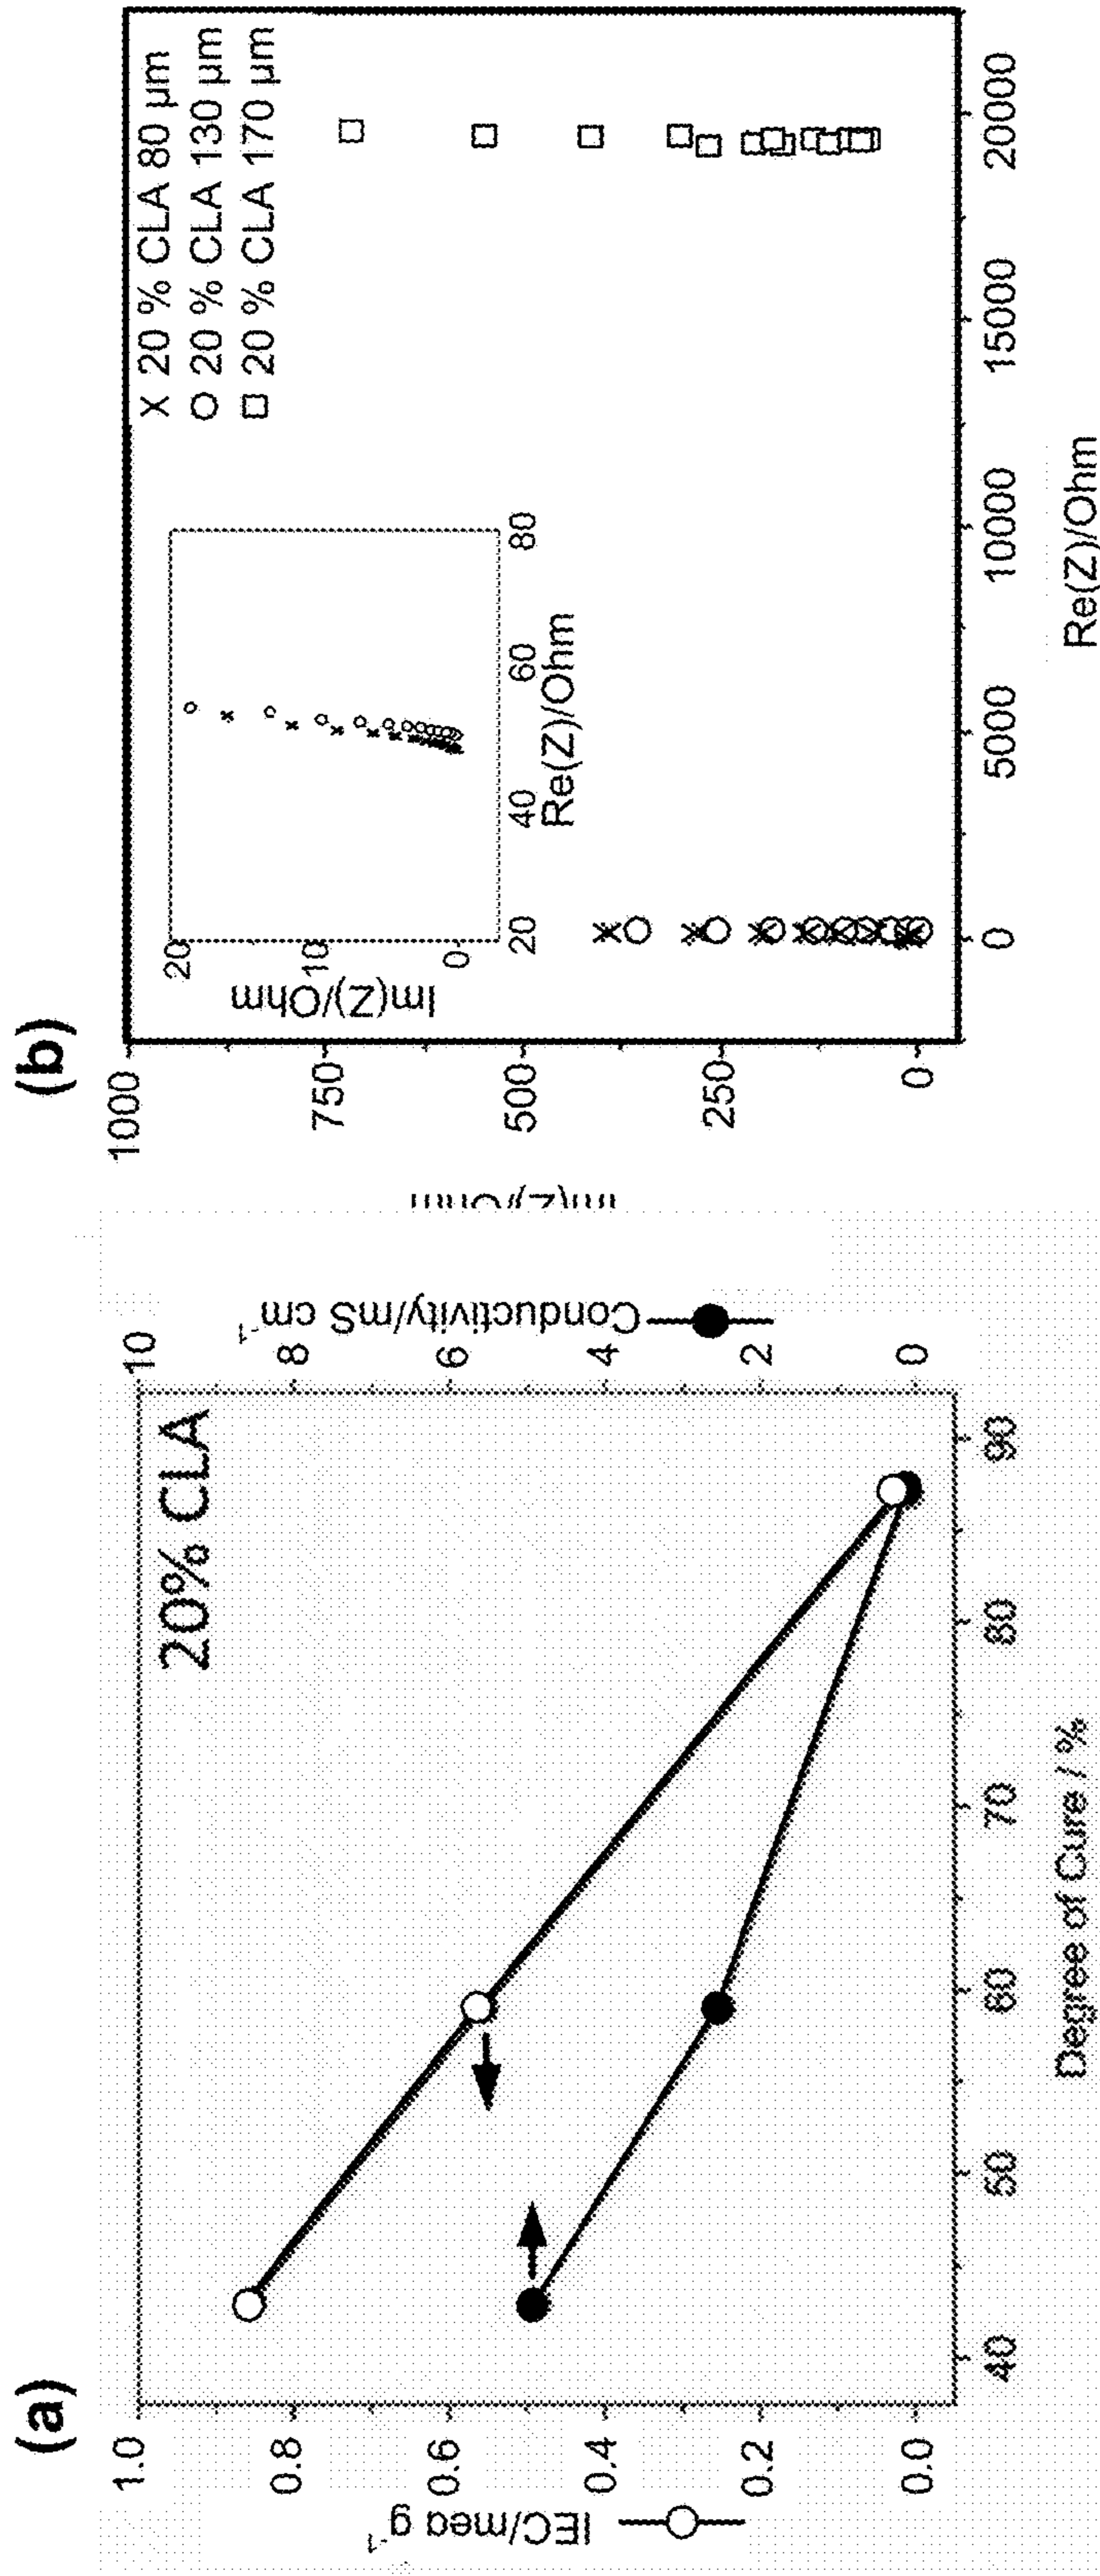 (a)
20% CLA
IEC/meq g-1
1.0
0.8
0.6
0.4
0.2
0.0
Conductivity/mS cm-1
10
8
6
4
2
0
40
50
60
70
80
90
Degree of Cure / %
(b)
X 20 % CLA 80 µm
O 20 % CLA 130 µm
□ 20 % CLA 170 µm
Im(Z)/Ohm
1000
750
500
250
0
0
5000
10000
15000
20000
Re(Z)/Ohm
Im(Z)/Ohm
20
10
0
20
40
60
80
Re(Z)/Ohm